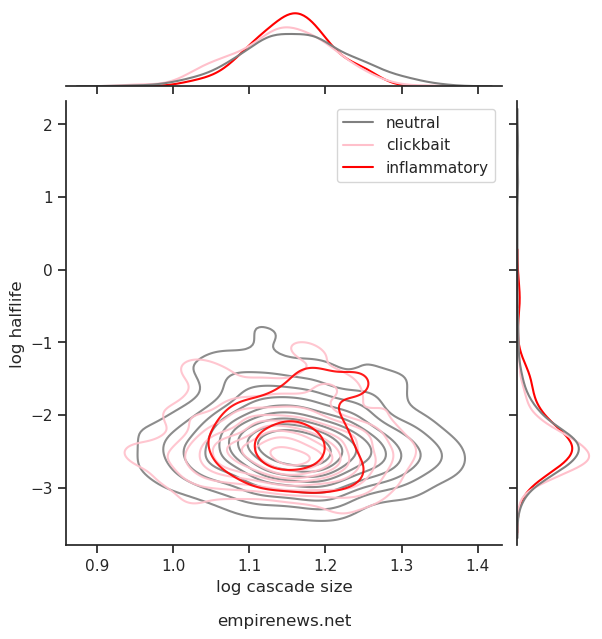 neutral
clickbait
inflammatory
2
1
0
−1
−2
−3
log halflife
0.9 1.0 1.1 1.2 1.3 1.4
log cascade size
empirenews.net